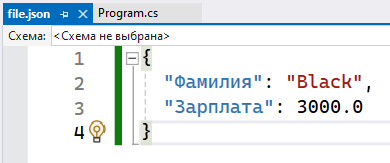 file.json Program.cs
Схема: <Схема не выбрана>
1 {
2 "Фамилия": "Black",
3 "Зарплата": 3000.0
4 }